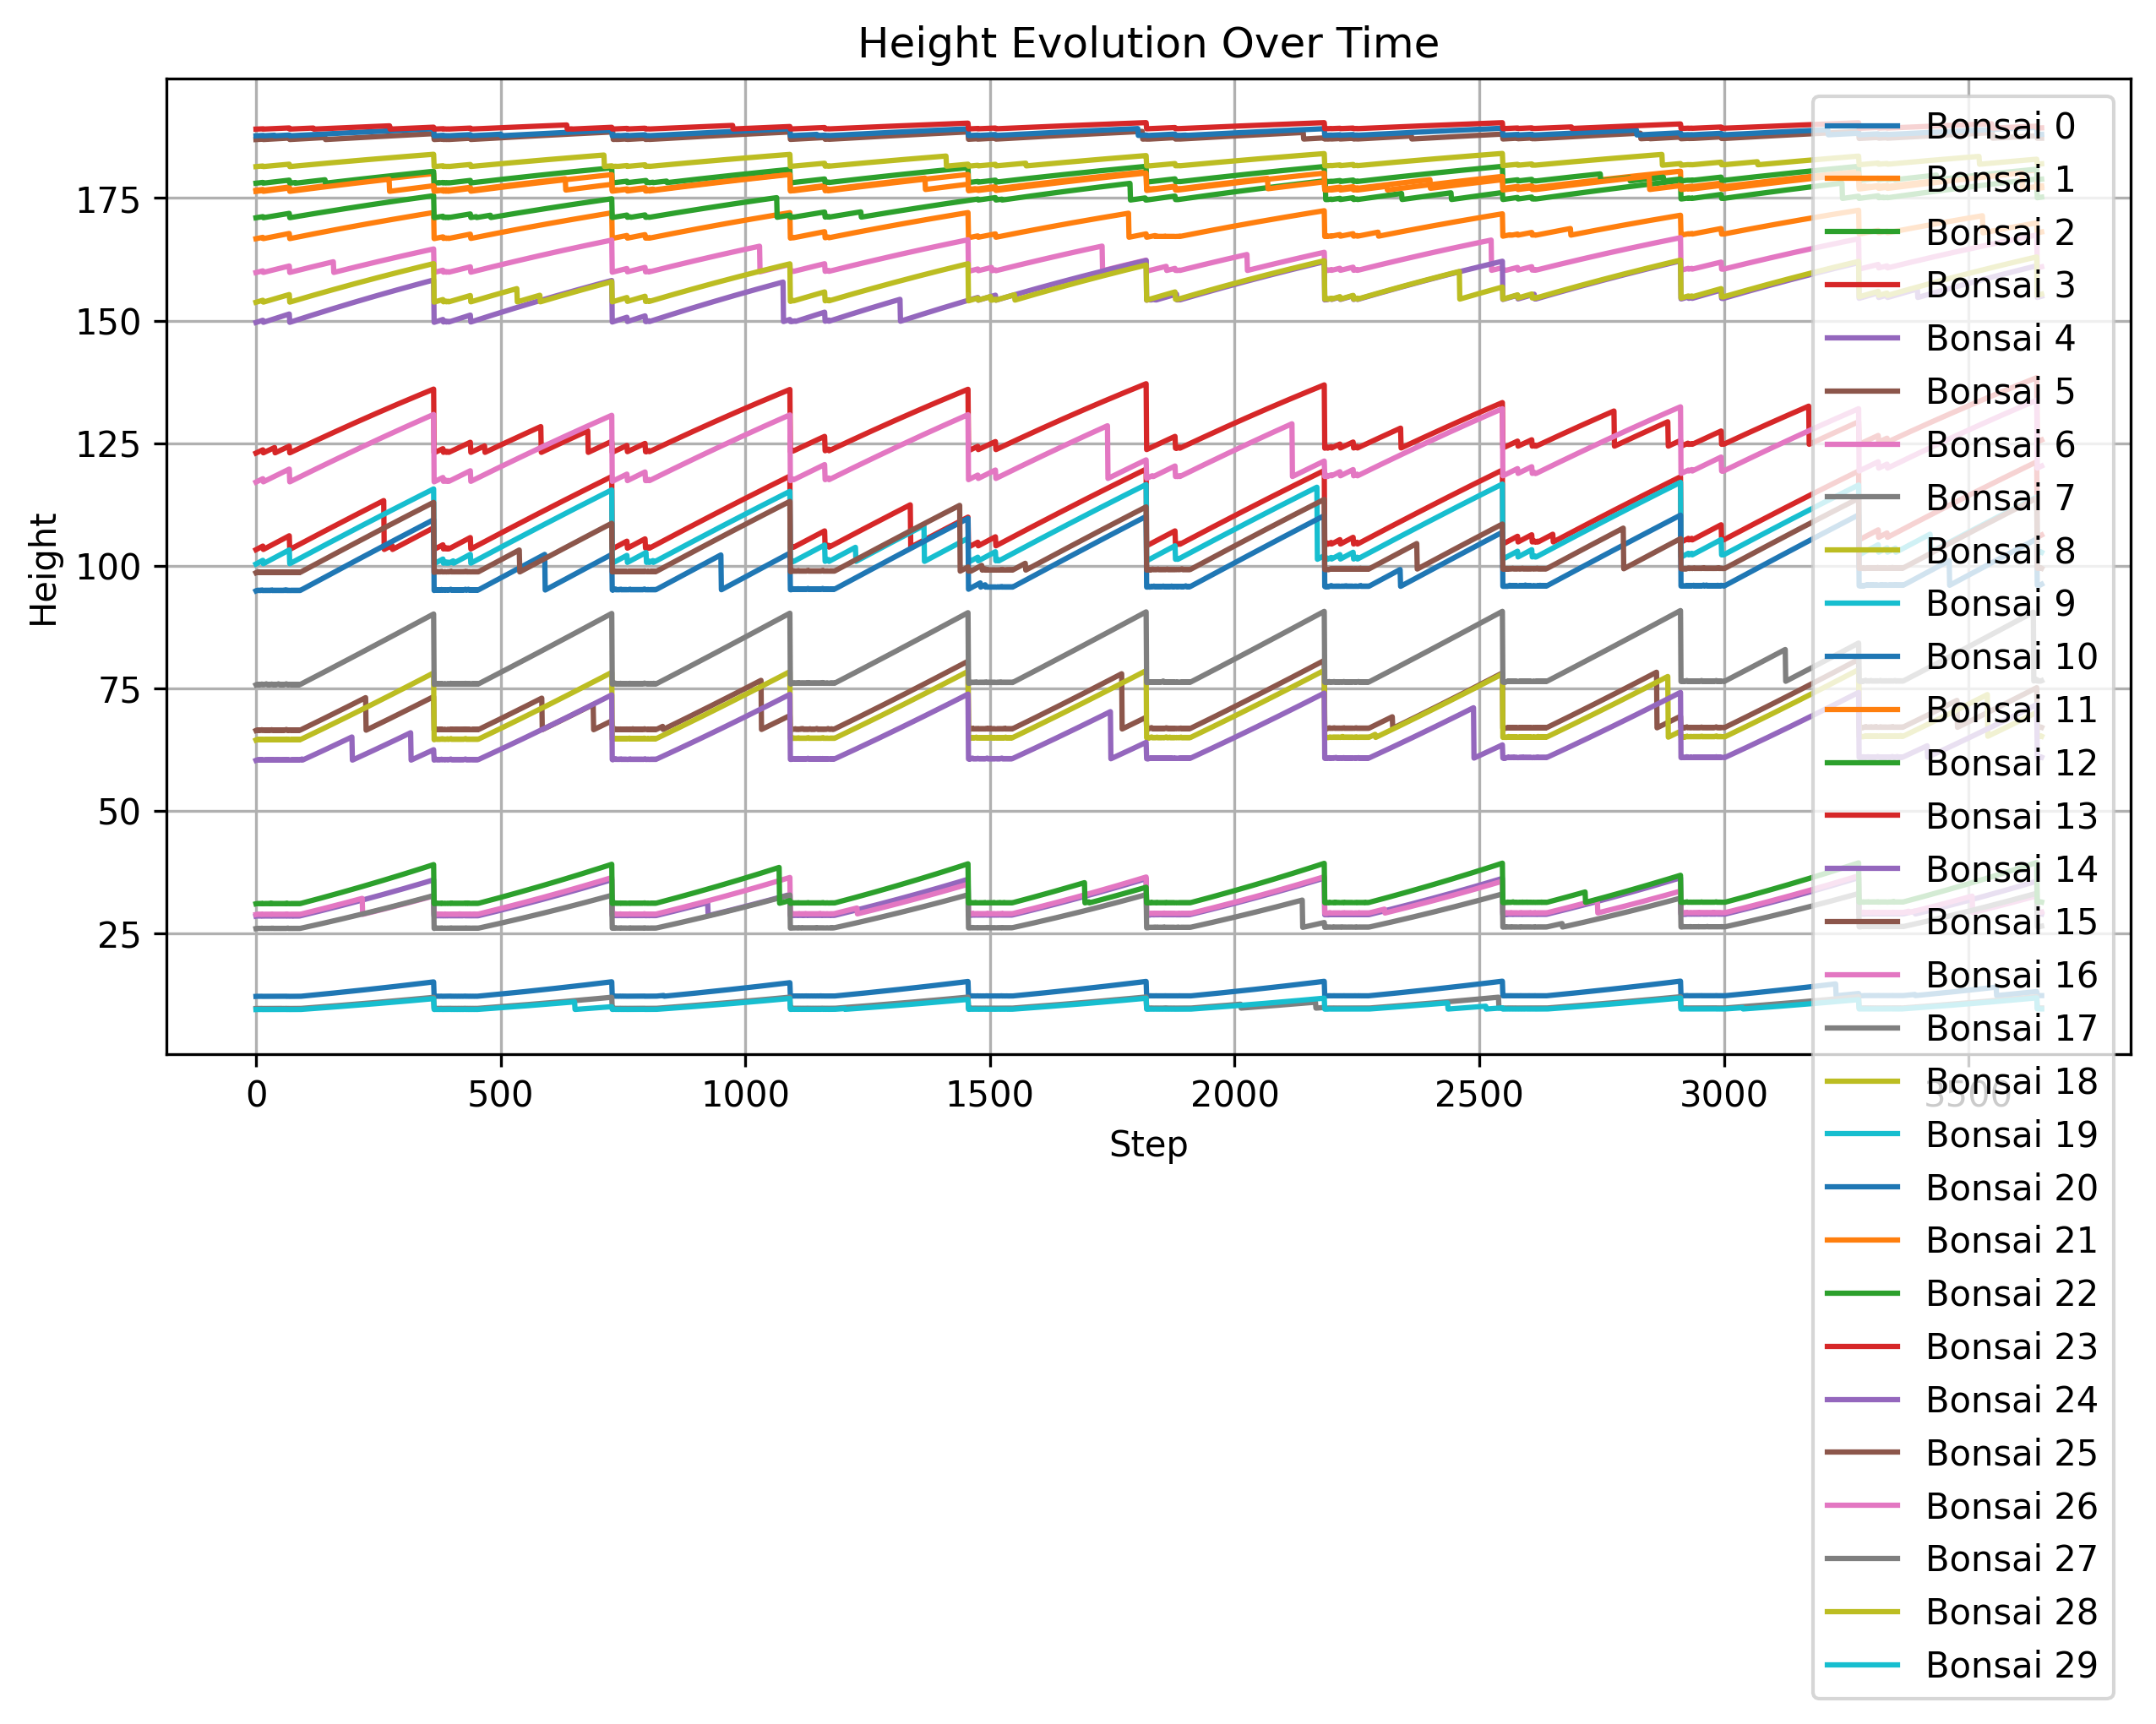 Height Evolution Over Time
Height
175
150
125
100
75
50
25
0
500
1000
1500
2000
2500
3000
3500
Step
Bonsai 0
Bonsai 1
Bonsai 2
Bonsai 3
Bonsai 4
Bonsai 5
Bonsai 6
Bonsai 7
Bonsai 8
Bonsai 9
Bonsai 10
Bonsai 11
Bonsai 12
Bonsai 13
Bonsai 14
Bonsai 15
Bonsai 16
Bonsai 17
Bonsai 18
Bonsai 19
Bonsai 20
Bonsai 21
Bonsai 22
Bonsai 23
Bonsai 24
Bonsai 25
Bonsai 26
Bonsai 27
Bonsai 28
Bonsai 29